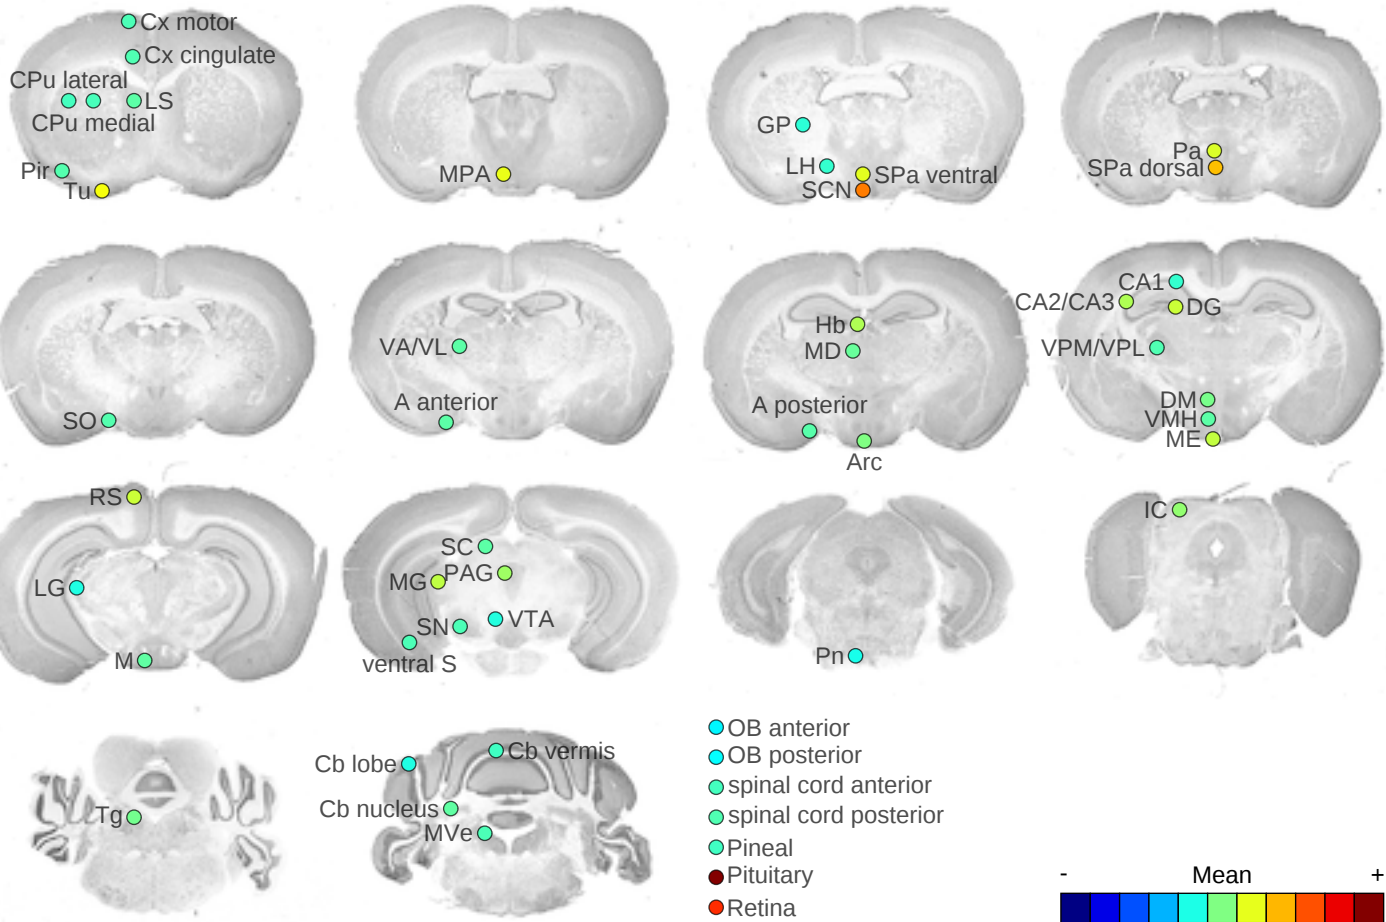 Cx motor
Cx cingulate
CPu lateral
LS
CPu medial
Pir
Tu
MPA
GP
LH
SPa ventral
SCN
Pa
SPa dorsal
SO
VA/VL
A anterior
Hb
MD
A posterior
Arc
CA1
CA2/CA3
DG
VPM/VPL
DM
VMH
ME
RS
LG
M
SC
MG
PAG
SN
VTA
ventral S
Pn
IC
Tg
Cb lobe
Cb vermis
Cb nucleus
MVe
OB anterior
OB posterior
spinal cord anterior
spinal cord posterior
Pineal
Pituitary
Retina
- Mean +